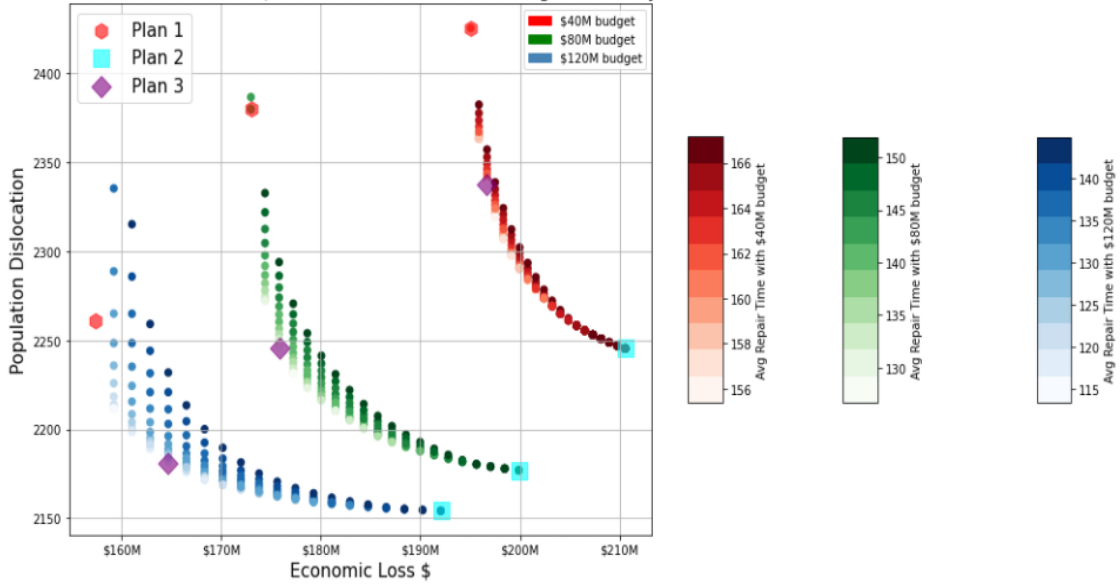 Plan 1
Plan 2
Plan 3
$40M budget
$80M budget
$120M budget
Population Dislocation
2400
2350
2300
2250
2200
2150
$160M
$170M
$180M
$190M
$200M
$210M
Economic Loss $
166
164
162
160
158
156
Avg Repair Time with $40M budget
150
145
140
135
130
Avg Repair Time with $80M budget
140
135
130
125
120
115
Avg Repair Time with $120M budget